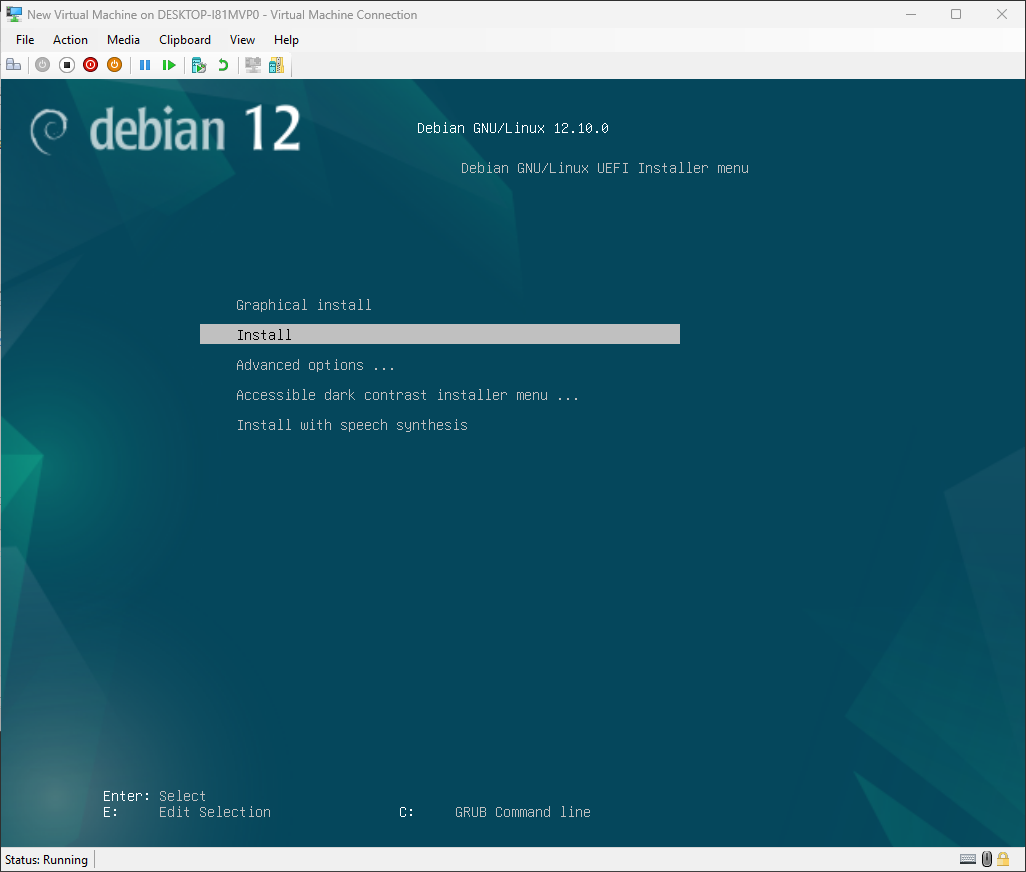 New Virtual Machine on DESKTOP-I81MVP0 - Virtual Machine Connection
File Action Media Clipboard View Help
debian 12
Debian GNU/Linux 12.10.0
Debian GNU/Linux UEFI Installer menu
Graphical install
Install
Advanced options ...
Accessible dark contrast installer menu ...
Install with speech synthesis
Enter: Select
E: Edit Selection C: GRUB Command line
Status: Running